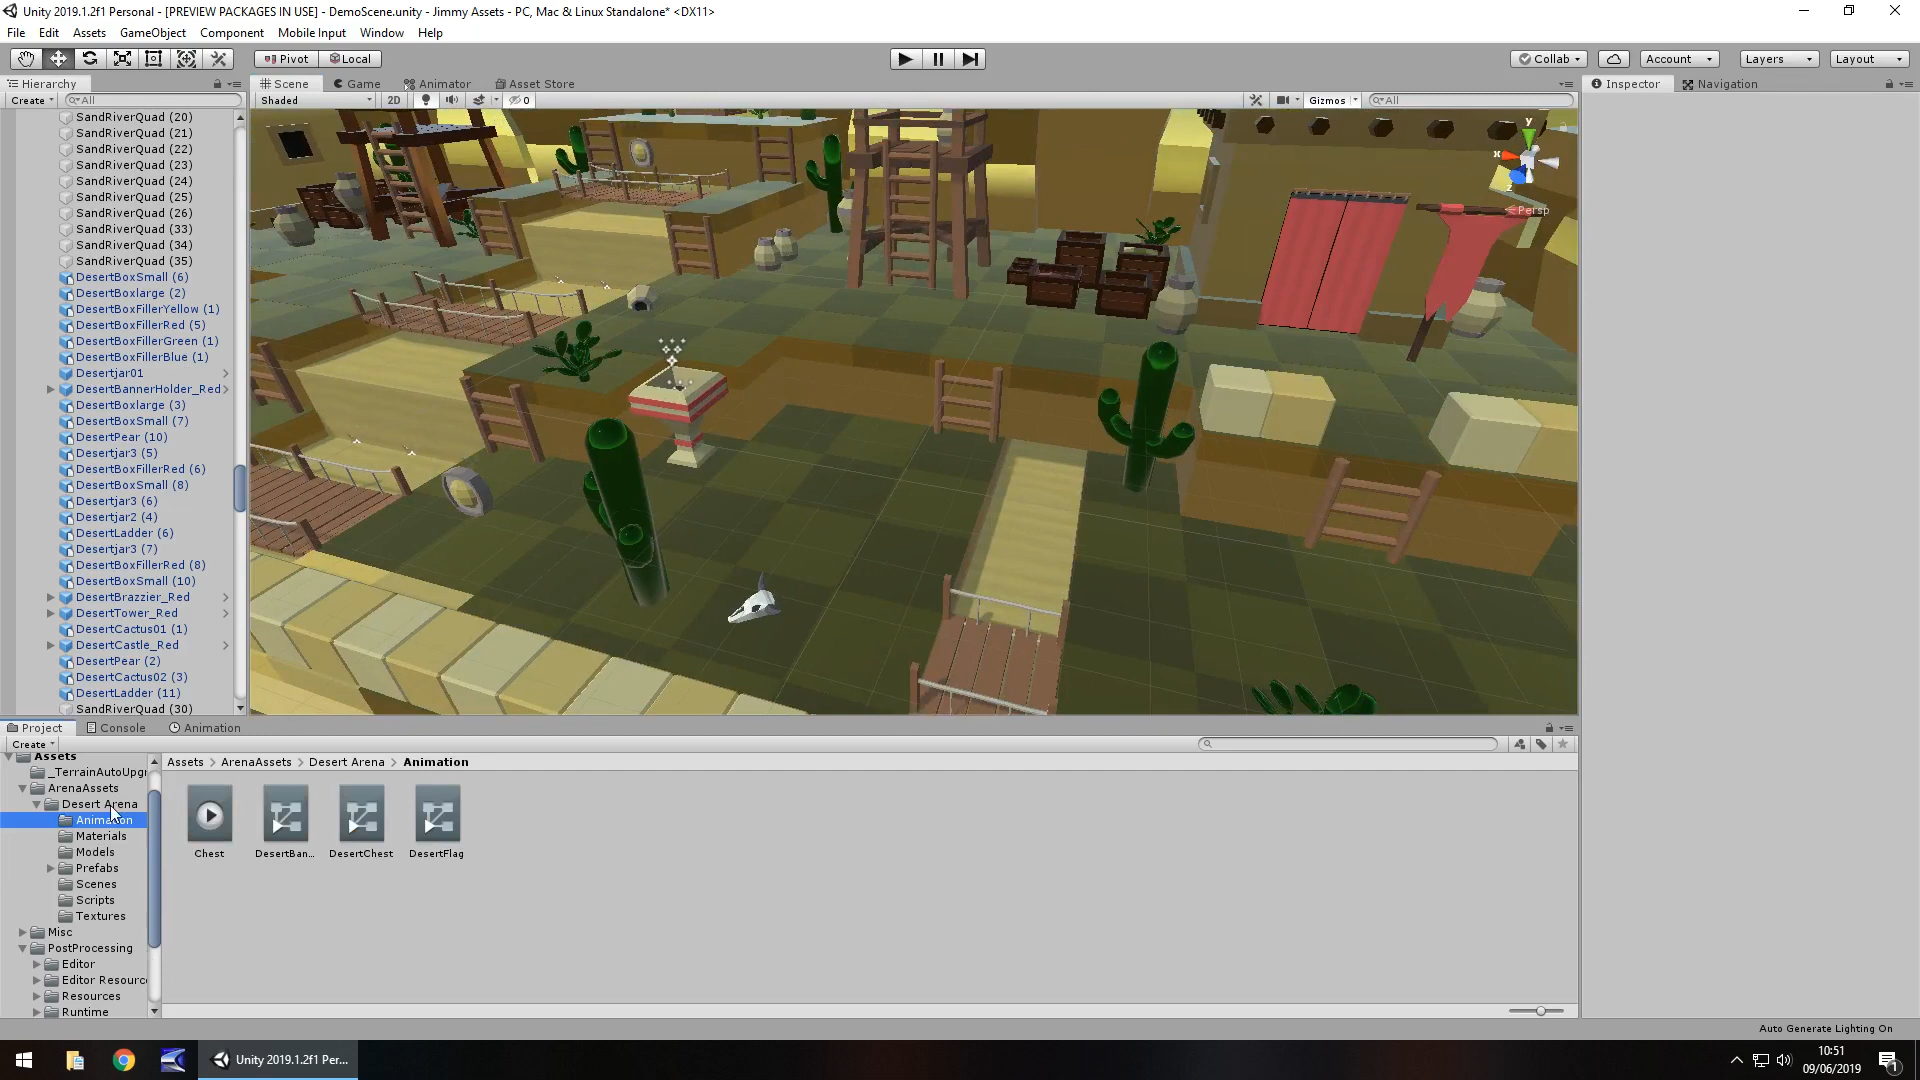 Unity 2019.1.2f1 Personal - [PREVIEW PACKAGES IN USE] - DemoScene.unity - Jimmy Assets - PC, Mac & Linux Standalone* <DX11>
File Edit Assets GameObject Component Mobile Input Window Help
Pivot Local Collab Account Layers Layout
Hierarchy Scene Game Animator Asset Store Inspector Navigation
Create All Shaded 2D 0 Gizmos All
SandRiverQuad (20)
SandRiverQuad (21)
SandRiverQuad (22)
SandRiverQuad (23)
SandRiverQuad (24)
SandRiverQuad (25)
SandRiverQuad (26)
SandRiverQuad (33)
SandRiverQuad (34)
SandRiverQuad (35)
DesertBoxSmall (6)
DesertBoxlarge (2)
DesertBoxFillerYellow (1)
DesertBoxFillerRed (5)
DesertBoxFillerGreen (1)
DesertBoxFillerBlue (1)
Desertjar01
DesertBannerHolder_Red
DesertBoxlarge (3)
DesertBoxSmall (7)
DesertPear (10)
Desertjar3 (5)
DesertBoxFillerRed (6)
DesertBoxSmall (8)
Desertjar3 (6)
Desertjar2 (4)
DesertLadder (6)
Desertjar3 (7)
DesertBoxFillerRed (8)
DesertBoxSmall (10)
DesertBrazzier_Red
DesertTower_Red
DesertCactus01 (1)
DesertCastle_Red
DesertPear (2)
DesertCactus02 (3)
DesertLadder (11)
SandRiverQuad (30)
y
x
z
Persp
Project Console Animation
Create
Assets
_TerrainAutoUpgr
ArenaAssets
Desert Arena
Animation
Materials
Models
Prefabs
Scenes
Scripts
Textures
Misc
PostProcessing
Editor
Editor Resourc
Resources
Runtime
Assets > ArenaAssets > Desert Arena > Animation
Chest DesertBan... DesertChest DesertFlag
Auto Generate Lighting On
Unity 2019.1.2f1 Per...
10:51
09/06/2019
1